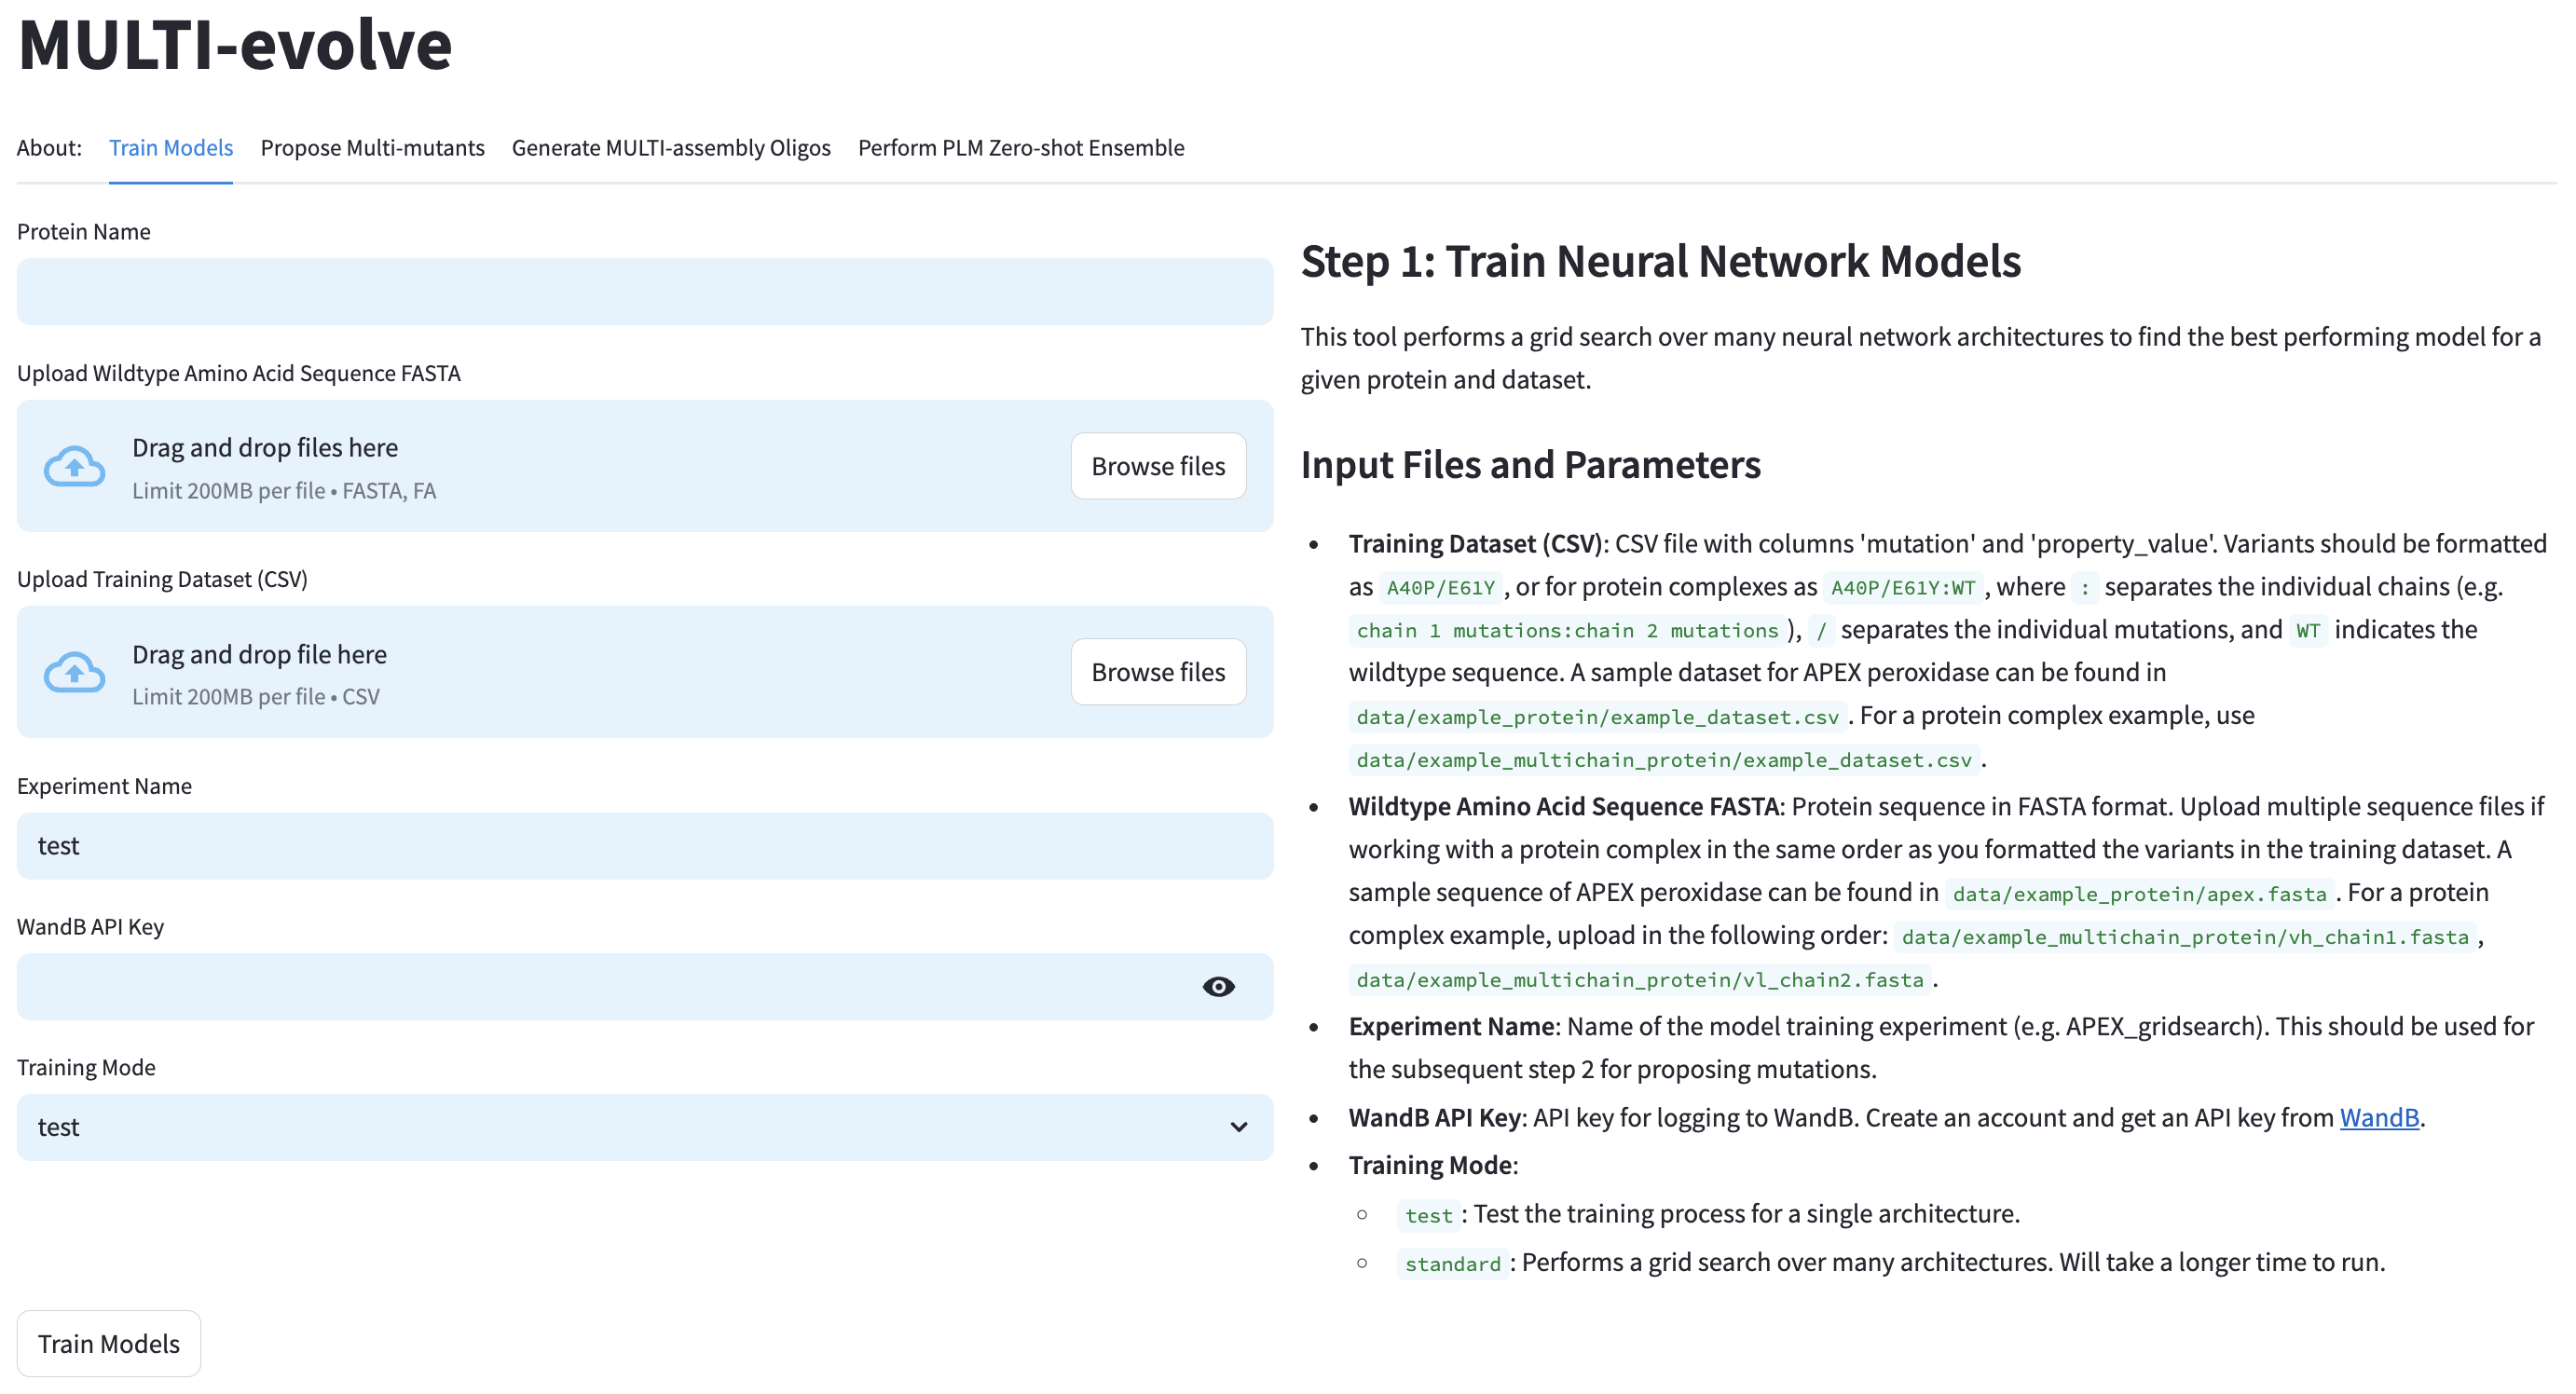 MULTI-evolve
About: Train Models Propose Multi-mutants Generate MULTI-assembly Oligos Perform PLM Zero-shot Ensemble
Protein Name
Upload Wildtype Amino Acid Sequence FASTA
Drag and drop files here
Limit 200MB per file • FASTA, FA
Browse files
Upload Training Dataset (CSV)
Drag and drop file here
Limit 200MB per file • CSV
Browse files
Experiment Name
test
WandB API Key
Training Mode
test
Train Models
Step 1: Train Neural Network Models
This tool performs a grid search over many neural network architectures to find the best performing model for a
given protein and dataset.
Input Files and Parameters
• Training Dataset (CSV): CSV file with columns 'mutation' and 'property_value'. Variants should be formatted
as A40P/E61Y, or for protein complexes as A40P/E61Y:WT, where : separates the individual chains (e.g.
chain 1 mutations:chain 2 mutations), / separates the individual mutations, and WT indicates the
wildtype sequence. A sample dataset for APEX peroxidase can be found in
data/example_protein/example_dataset.csv. For a protein complex example, use
data/example_multichain_protein/example_dataset.csv.
• Wildtype Amino Acid Sequence FASTA: Protein sequence in FASTA format. Upload multiple sequence files if
working with a protein complex in the same order as you formatted the variants in the training dataset. A
sample sequence of APEX peroxidase can be found in data/example_protein/apex.fasta. For a protein
complex example, upload in the following order: data/example_multichain_protein/vh_chain1.fasta,
data/example_multichain_protein/vl_chain2.fasta.
• Experiment Name: Name of the model training experiment (e.g. APEX_gridsearch). This should be used for
the subsequent step 2 for proposing mutations.
• WandB API Key: API key for logging to WandB. Create an account and get an API key from WandB.
• Training Mode:
◦ test: Test the training process for a single architecture.
◦ standard: Performs a grid search over many architectures. Will take a longer time to run.